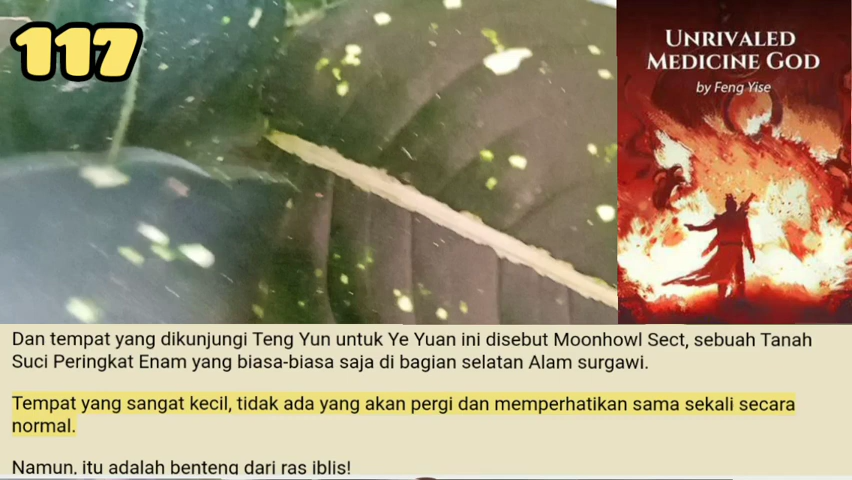 117
UNRIVALED
MEDICINE GOD
by Feng Yise
Dan tempat yang dikunjungi Teng Yun untuk Ye Yuan ini disebut Moonhowl Sect, sebuah Tanah
Suci Peringkat Enam yang biasa-biasa saja di bagian selatan Alam surgawi.
Tempat yang sangat kecil, tidak ada yang akan pergi dan memperhatikan sama sekali secara
normal.
Namun, itu adalah benteng dari ras iblis!